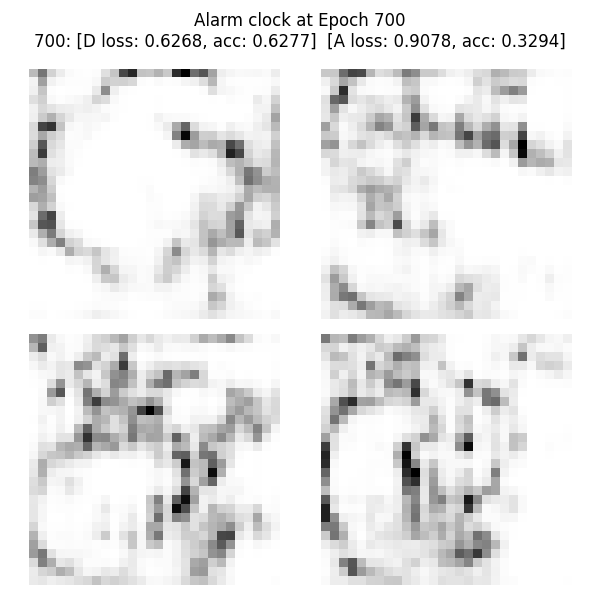 Alarm clock at Epoch 700
700: [D loss: 0.6268, acc: 0.6277]  [A loss: 0.9078, acc: 0.3294]